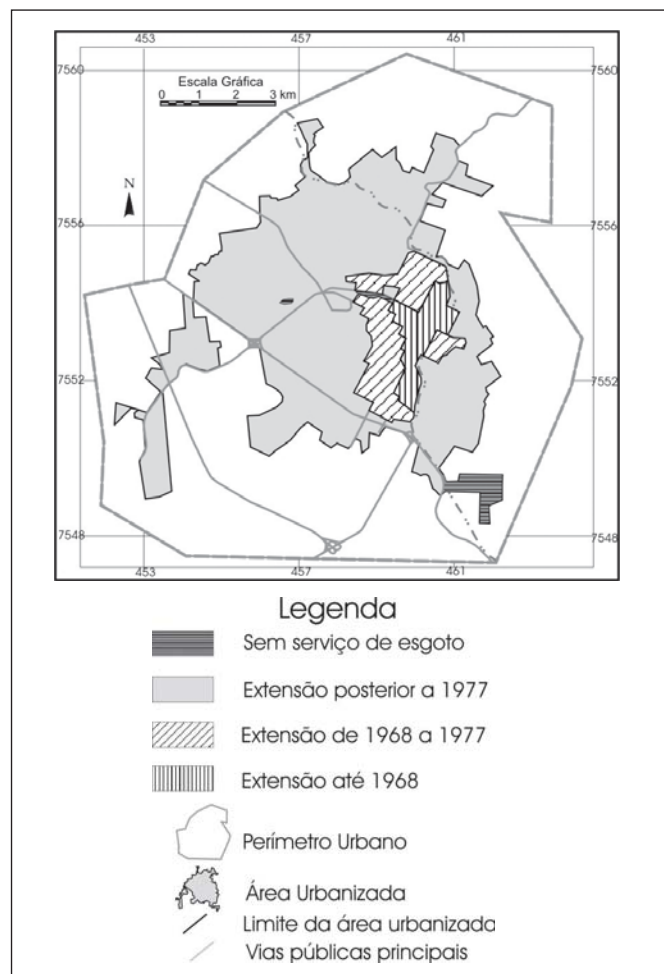 453 457 461
7560 7560
Escala Gráfica
0 1 2 3 km
N
7556 7556
7552 7552
7548 7548
453 457 461
Legenda
Sem serviço de esgoto
Extensão posterior a 1977
Extensão de 1968 a 1977
Extensão até 1968
Perímetro Urbano
Área Urbanizada
Limite da área urbanizada
Vias públicas principais